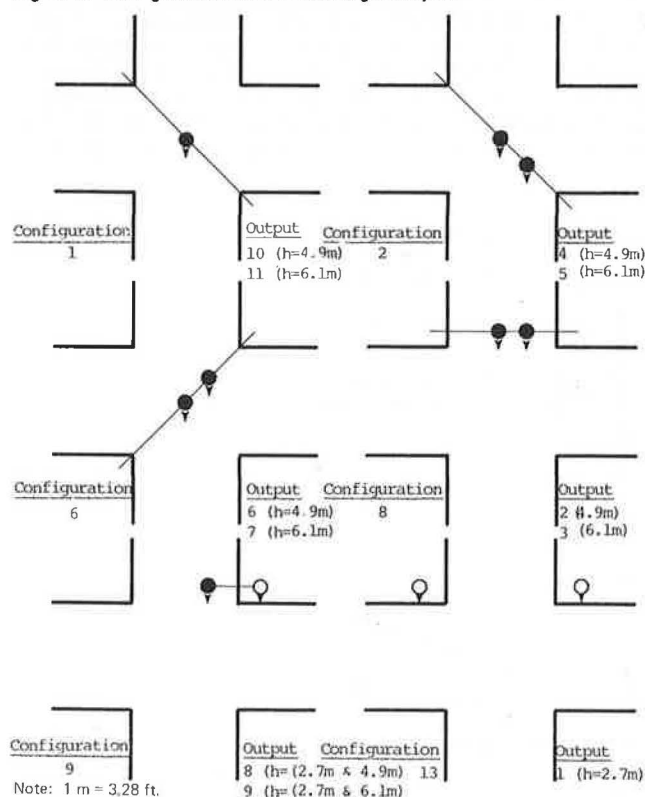 Configuration
1
Output
10 (h=4.9m)
11 (h=6.1m)
Configuration
2
Output
4 (h=4.9m)
5 (h=6.1m)
Configuration
6
Output
6 (h=4.9m)
7 (h=6.1m)
Configuration
8
Output
2 (4.9m)
3 (6.1m)
Configuration
9
Note: 1 m = 3.28 ft.
Output
8 (h=(2.7m & 4.9m)
9 (h=(2.7m & 6.1m)
Configuration
13
Output
1 (h=2.7m)